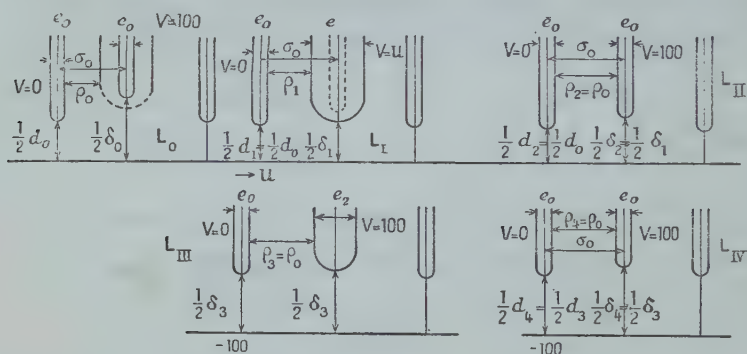 e₀ e₀ V=100
σ₀
V=0
ρ₀
½ d₀ ½ δ₀ L₀
e₀ e
σ₀
V=u
V=0
ρ₁
½ d₁ = ½ d₀ ½ δ₁ L_I
→ u
e₀ e₀
V=0 σ₀ V=100
ρ₂=ρ₀
L_II
½ d₂ = ½ d₀ ½ δ₂ = ½ δ₁
e₀ e₂
V=0 V=100
L_III
ρ₃=ρ₀
½ δ₃ ½ δ₃
-100
e₀ e₀
ρ₄=ρ₀
V=0 V=100
σ₀
L_IV
½ d₄ = ½ d₃ ½ δ₄ = ½ δ₃
-100